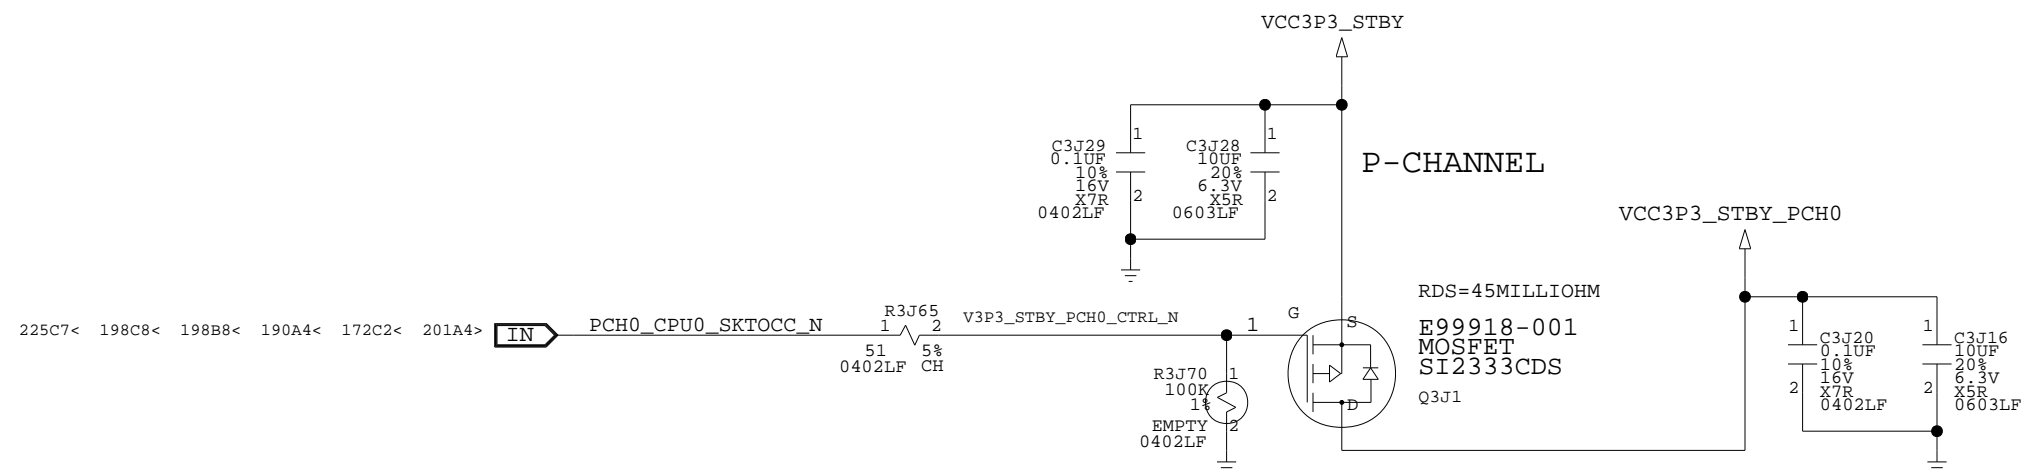 VCC3P3_STBY
1
1
C3J29
0.1UF
10%
16V
X7R
0402LF
2
C3J28
10UF
20%
6.3V
X5R
0603LF
2
P-CHANNEL
VCC3P3_STBY_PCH0
225C7< 198C8< 198B8< 190A4< 172C2< 201A4>
IN
PCH0_CPU0_SKTOCC_N
R3J65
1 2
51 5%
0402LF CH
V3P3_STBY_PCH0_CTRL_N
1
G
S
D
R3J70
1
100K
1%
EMPTY
2
0402LF
RDS=45MILLIOHM
E99918-001
MOSFET
SI2333CDS
Q3J1
1
C3J20
0.1UF
10%
16V
X7R
0402LF
2
1
C3J16
10UF
20%
6.3V
X5R
0603LF
2